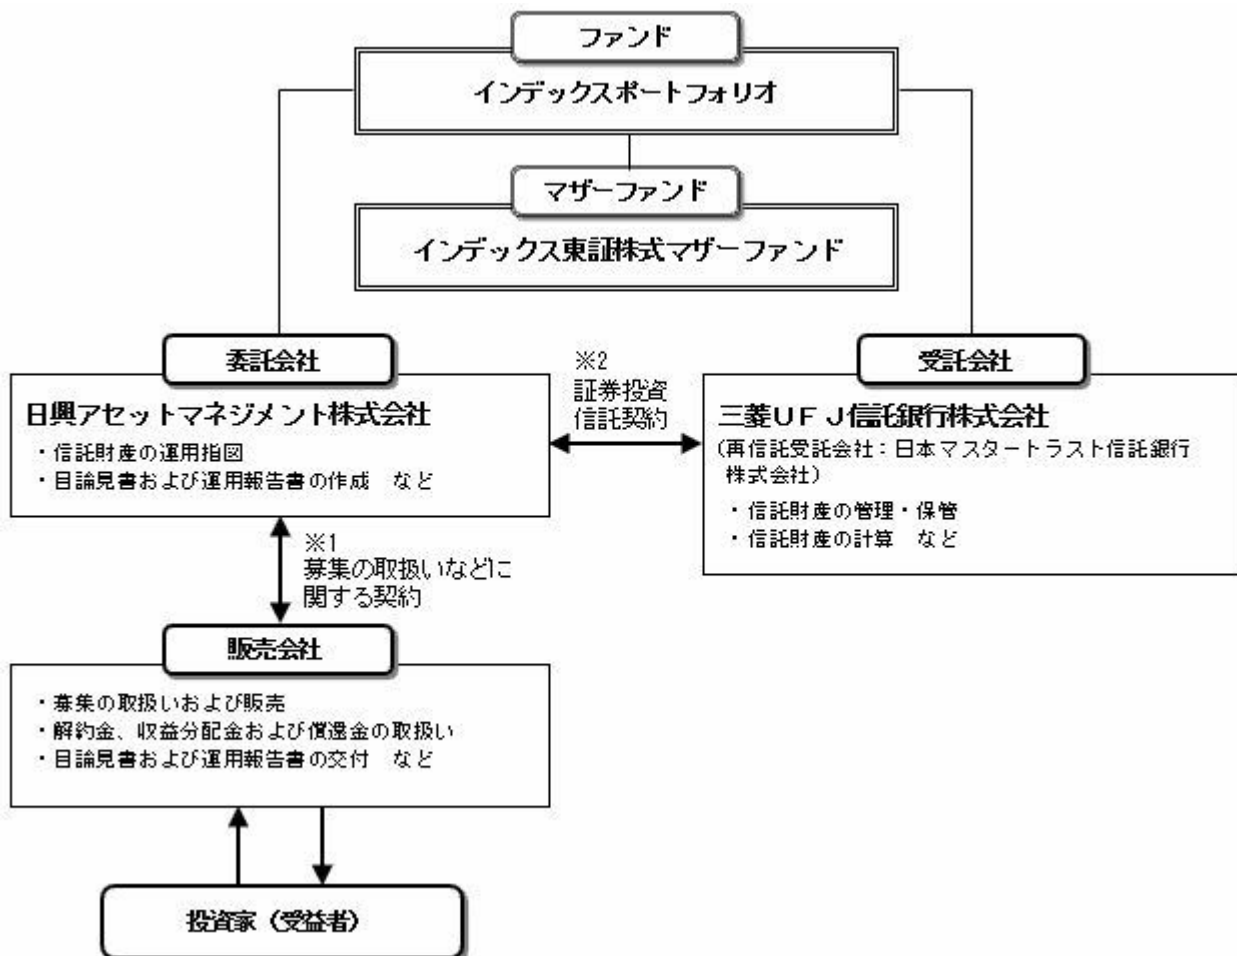 ファンド
インデックスポートフォリオ
マザーファンド
インデックス東証株式マザーファンド
委託会社
日興アセットマネジメント株式会社
・信託財産の運用指図
・目論見書および運用報告書の作成　など
※2
証券投資
信託契約
受託会社
三菱UFJ信託銀行株式会社
(再信託受託会社：日本マスタートラスト信託銀行
株式会社)
・信託財産の管理・保管
・信託財産の計算　など
※1
募集の取扱いなどに
関する契約
販売会社
・募集の取扱いおよび販売
・解約金、収益分配金および償還金の取扱い
・目論見書および運用報告書の交付　など
投資家（受益者）